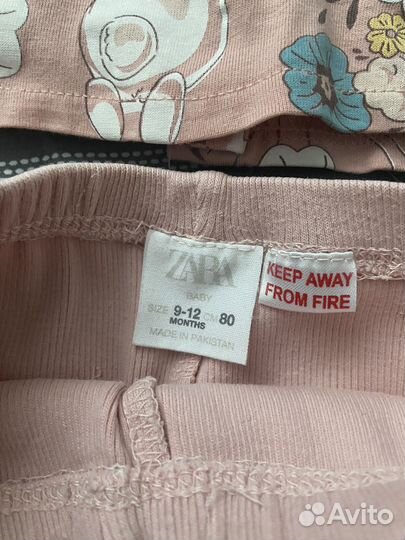 ZARA
BABY
SIZE 9-12 CM 80
MONTHS
MADE IN PAKISTAN
KEEP AWAY
FROM FIRE
Avito